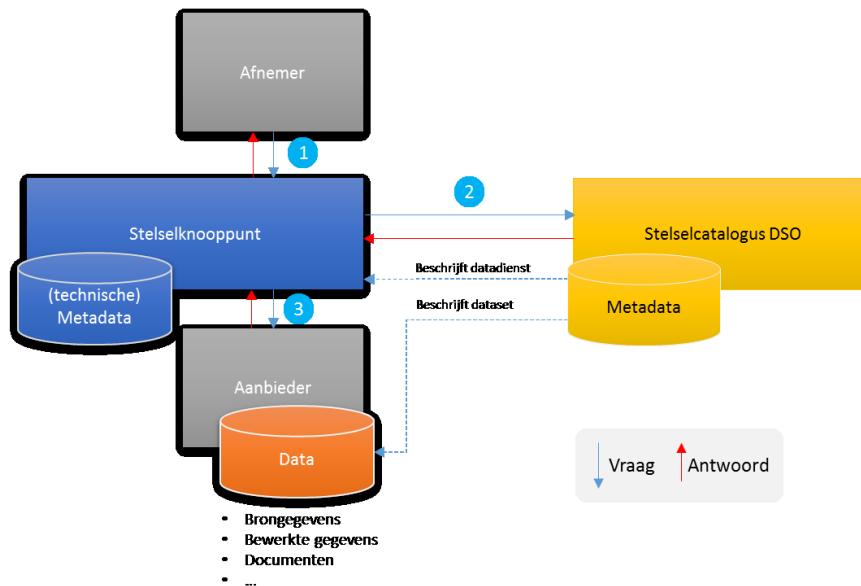 Afnemer
1
Stelselknooppunt
2
Stelselcatalogus DSO
Beschrijft datadienst
(technische)
Metadata
3
Beschrijft dataset
Metadata
Aanbieder
Data
Vraag
Antwoord
• Brongegevens
• Bewerkte gegevens
• Documenten
• ...